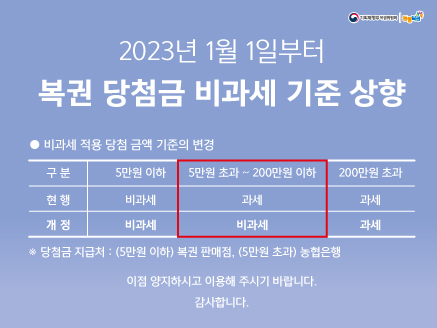 기획재정부 복권위원회
2023년 1월 1일부터
복권 당첨금 비과세 기준 상향
● 비과세 적용 당첨 금액 기준의 변경
구 분 5만원 이하 5만원 초과 ~ 200만원 이하 200만원 초과
현 행 비과세 과세 과세
개 정 비과세 비과세 과세
※ 당첨금 지급처 : (5만원 이하) 복권 판매점, (5만원 초과) 농협은행
이점 양지하시고 이용해 주시기 바랍니다.
감사합니다.